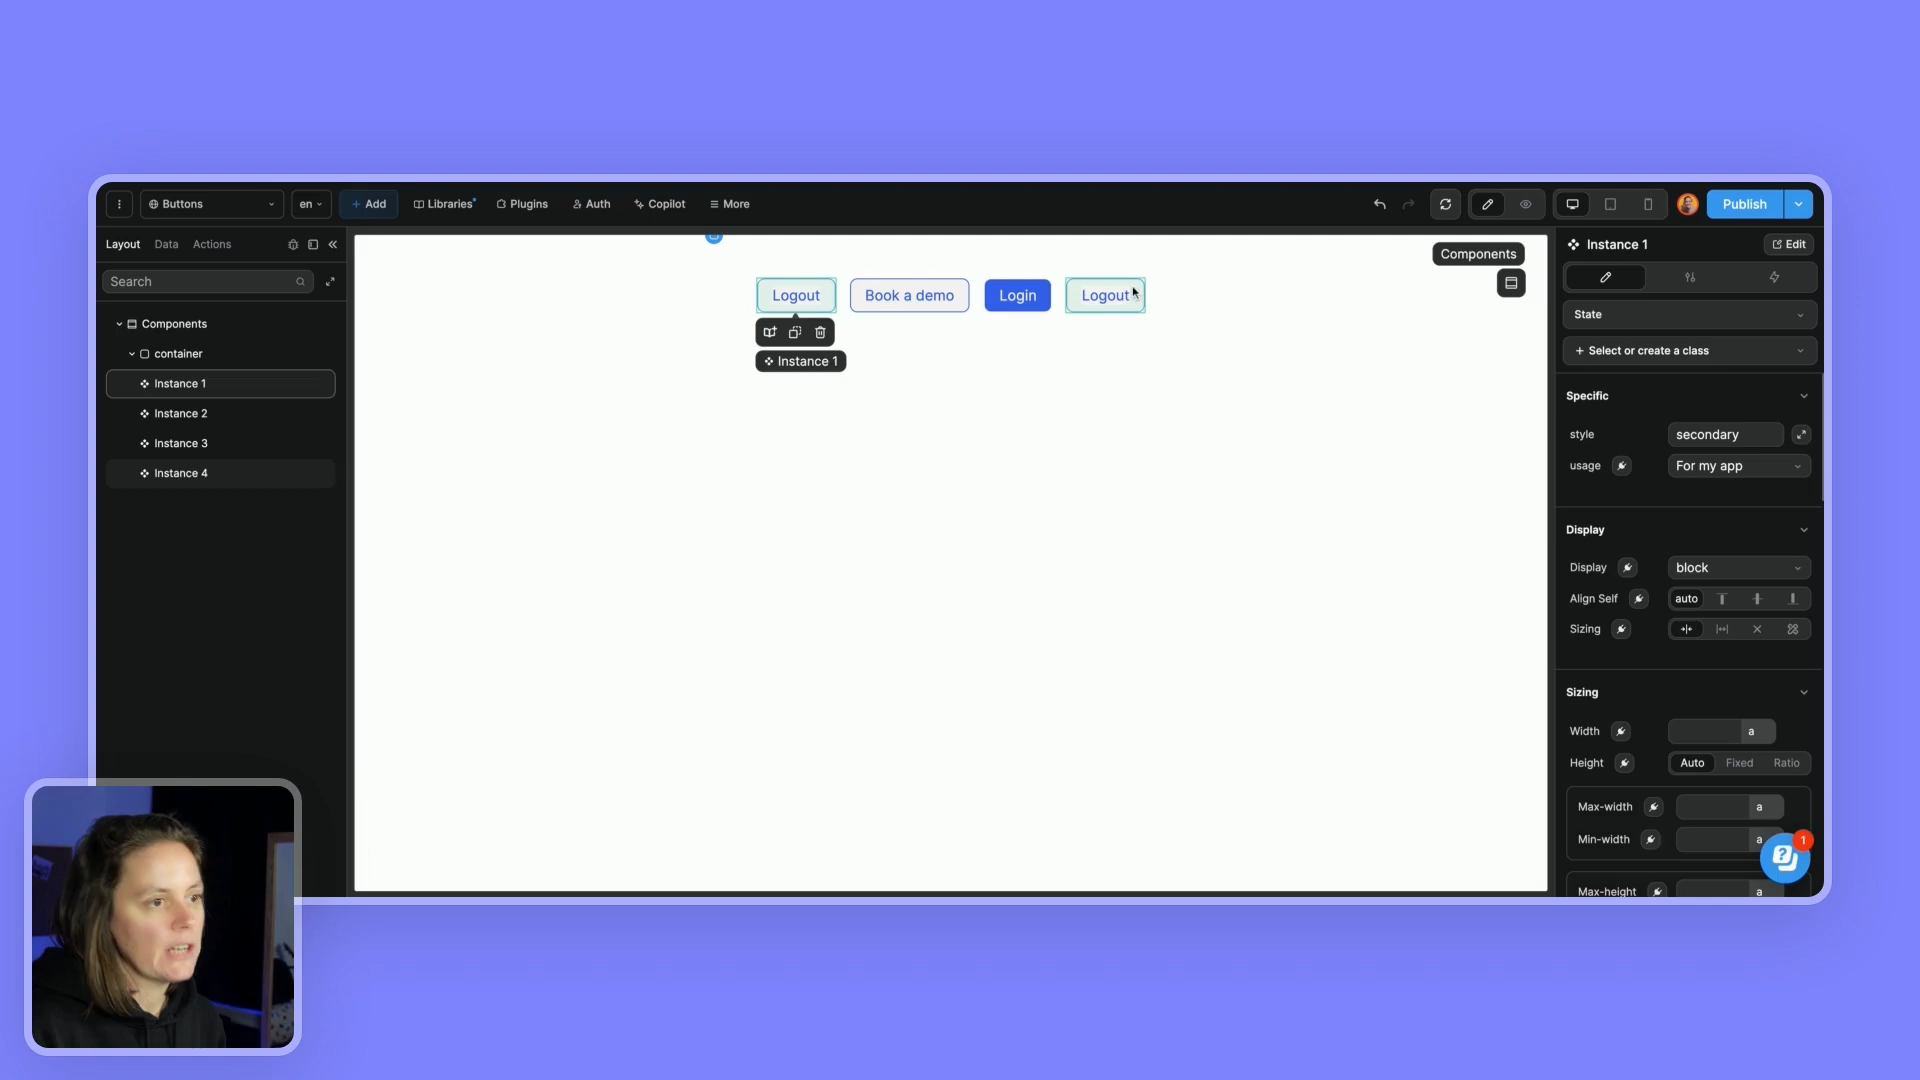 Buttons
en
+ Add
Libraries
Plugins
Auth
Copilot
More
Publish
Layout
Data
Actions
Search
Components
container
Instance 1
Instance 2
Instance 3
Instance 4
Components
Logout
Book a demo
Login
Logout
Instance 1
Instance 1
Edit
State
+ Select or create a class
Specific
style
secondary
usage
For my app
Display
Display
block
Align Self
auto
Sizing
Sizing
Width
a
Height
Auto
Fixed
Ratio
Max-width
a
Min-width
a
Max-height
a
1
?